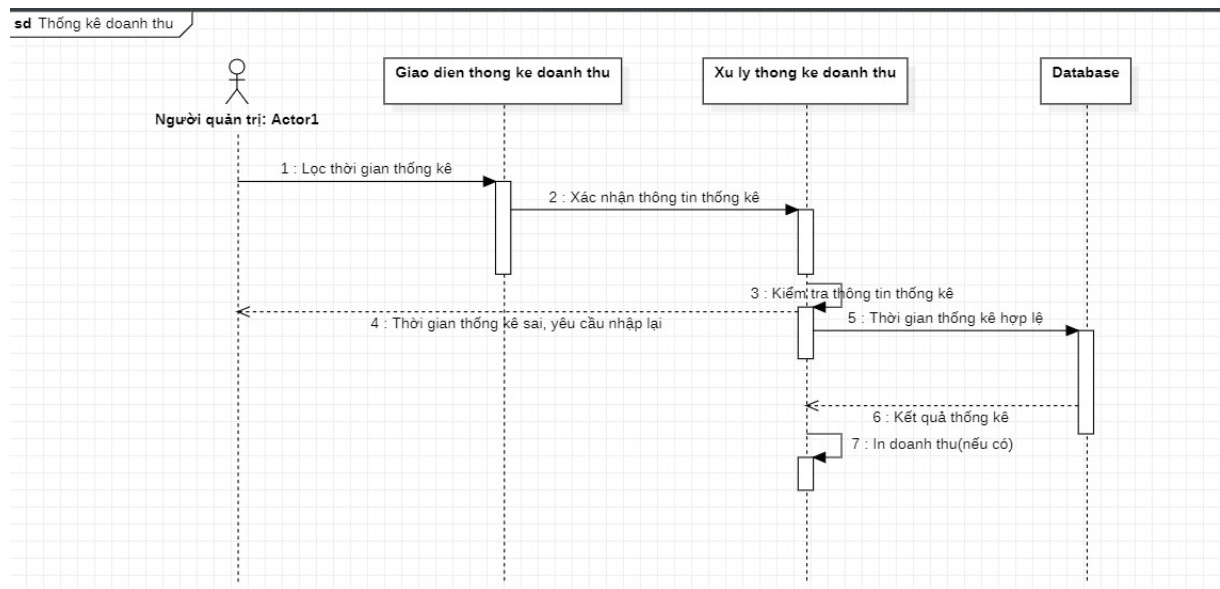 sd Thống kê doanh thu
Giao dien thong ke doanh thu
Xu ly thong ke doanh thu
Database
Người quản trị: Actor1
1 : Lọc thời gian thống kê
2 : Xác nhận thông tin thống kê
3 : Kiểm tra thông tin thống kê
4 : Thời gian thống kê sai, yêu cầu nhập lại
5 : Thời gian thống kê hợp lệ
6 : Kết quả thống kê
7 : In doanh thu(nếu có)